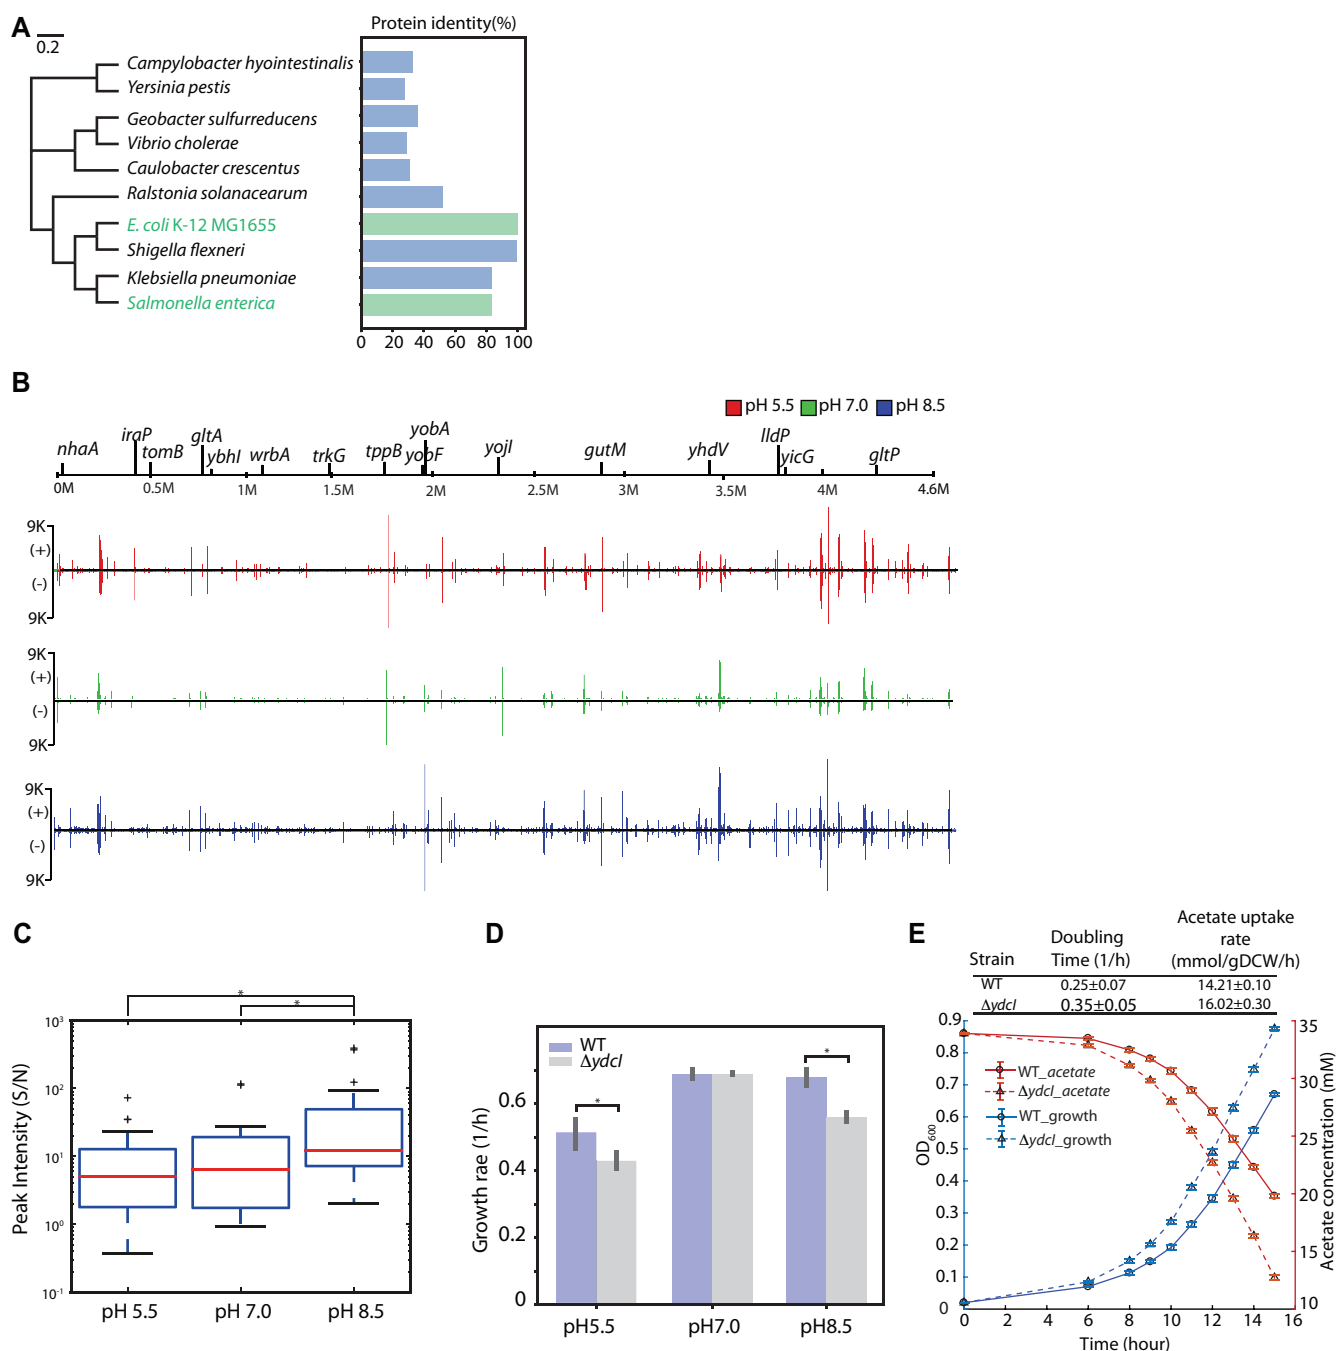 A
0.2
Protein identity(%)
Campylobacter hyointestinalis
Yersinia pestis
Geobacter sulfurreducens
Vibrio cholerae
Caulobacter crescentus
Ralstonia solanacearum
E. coli K-12 MG1655
Shigella flexneri
Klebsiella pneumoniae
Salmonella enterica
0 20 40 60 80 100
B
pH 5.5 pH 7.0 pH 8.5
nhaA iraP tomB gltA ybhI wrbA trkG tppB yobA yobF yojI gutM yhdV lldP yicG gltP
0M 0.5M 1M 1.5M 2M 2.5M 3M 3.5M 4M 4.6M
9K
(+)
(-)
9K
9K
(+)
(-)
9K
9K
(+)
(-)
9K
C
Peak Intensity (S/N)
10³
10²
10¹
10⁰
10⁻¹
* *
pH 5.5 pH 7.0 pH 8.5
D
Growth rae (1/h)
WT
ΔydcI
0.6
0.4
0.2
0
* *
pH5.5 pH7.0 pH8.5
E
Strain Doubling Time (1/h) Acetate uptake rate (mmol/gDCW/h)
WT 0.25±0.07 14.21±0.10
ΔydcI 0.35±0.05 16.02±0.30
OD600
0.9
0.8
0.7
0.6
0.5
0.4
0.3
0.2
0.1
0
WT_acetate
ΔydcI_acetate
WT_growth
ΔydcI_growth
35
30
25
20
15
10
Acetate concentration (mM)
0 2 4 6 8 10 12 14 16
Time (hour)